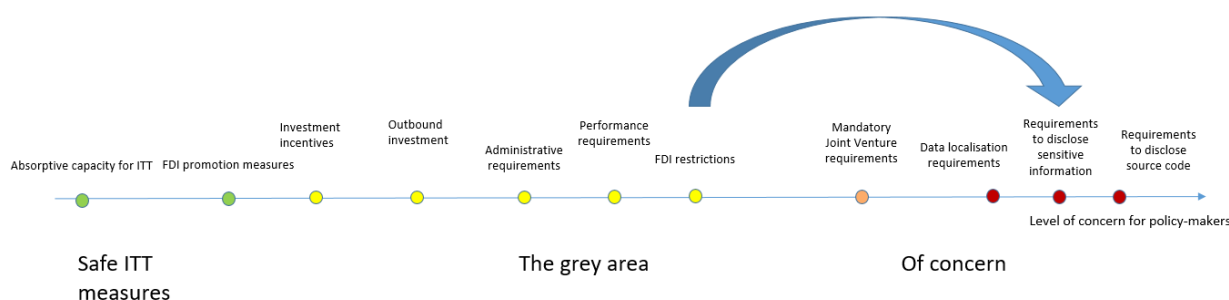 Absorptive capacity for ITT
FDI promotion measures
Investment
incentives
Outbound
investment
Administrative
requirements
Performance
requirements
FDI restrictions
Mandatory
Joint Venture
requirements
Data localisation
requirements
Requirements
to disclose
sensitive
information
Requirements
to disclose
source code
Level of concern for policy-makers
Safe ITT
measures
The grey area
Of concern